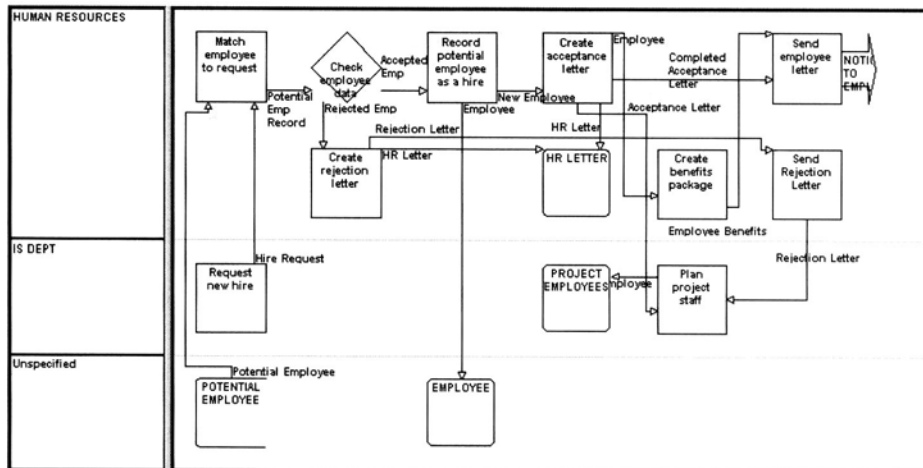 HUMAN RESOURCES
Match
employee
to request
Check
employee
data
Accepted
Emp
Record
potential
employee
as a hire
Create
acceptance
letter
Employee
Completed
Acceptance
Letter
Send
employee
letter
TO
Potential
Emp
Record
Rejected Emp
Employee
New Employee
Acceptance Letter
Rejection Letter
HR Letter
HR Letter
Create
rejection
letter
HR LETTER
Create
benefits
package
Send
Rejection
Letter
Employee Benefits
IS DEPT
Hire Request
Rejection Letter
Request
new hire
PROJECT
EMPLOYEES
Plan
project
staff
Unspecified
Potential Employee
POTENTIAL
EMPLOYEE
EMPLOYEE